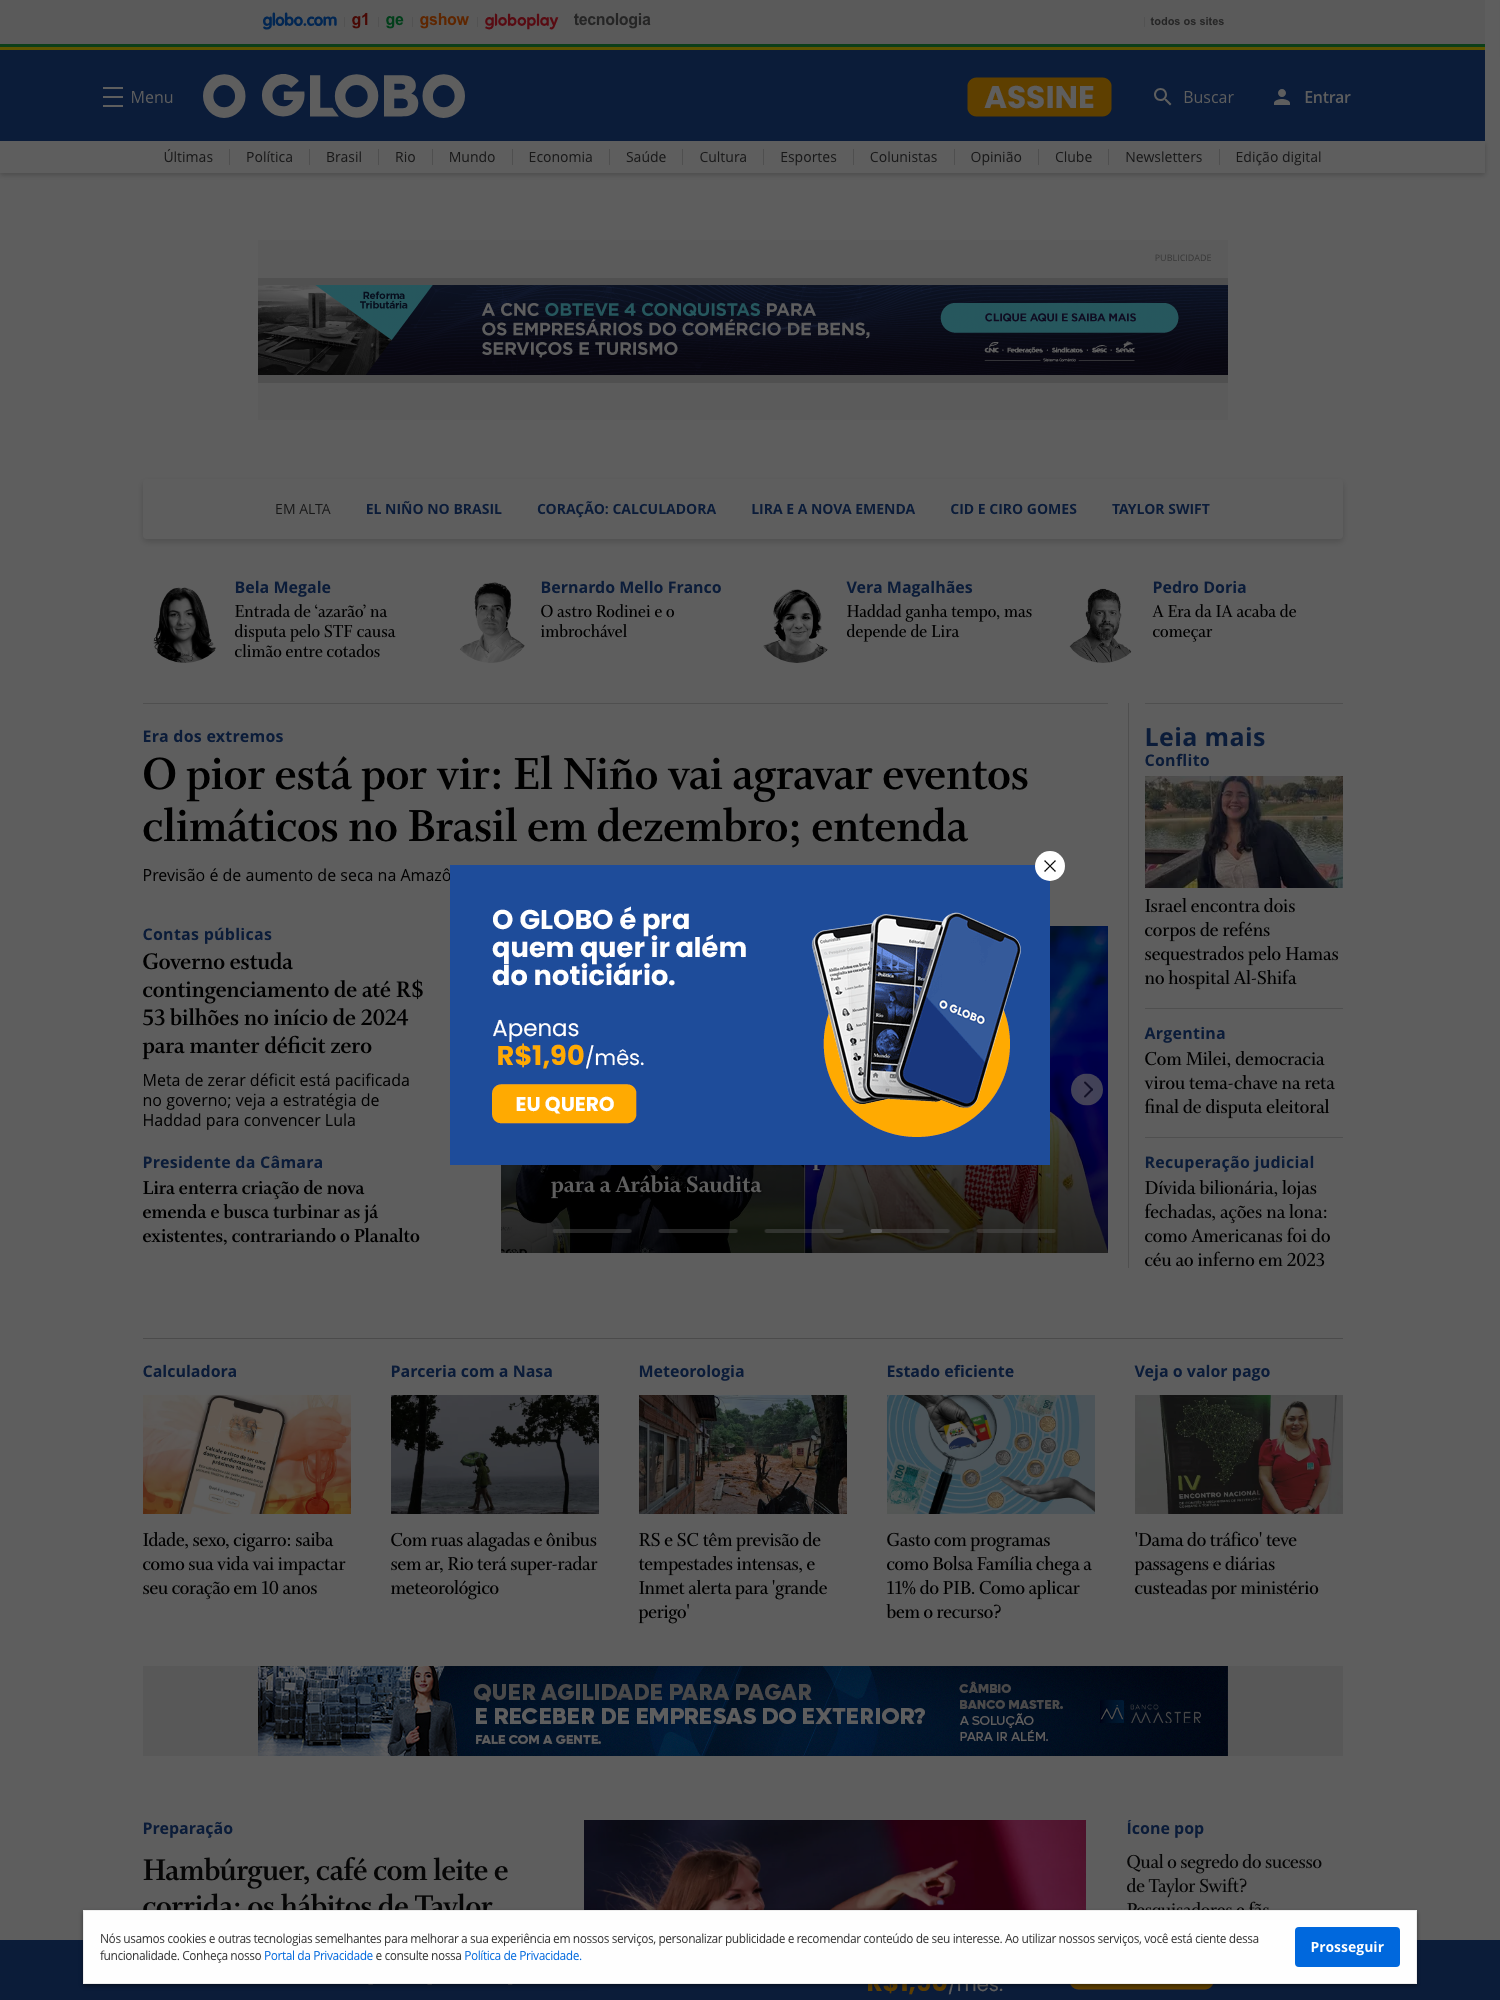 globo.com g1 ge gshow globoplay tecnologia todos os sites
Menu O GLOBO ASSINE Buscar Entrar
Últimas Política Brasil Rio Mundo Economia Saúde Cultura Esportes Colunistas Opinião Clube Newsletters Edição digital
PUBLICIDADE
Reforma
Tributária
A CNC OBTEVE 4 CONQUISTAS PARA
OS EMPRESÁRIOS DO COMÉRCIO DE BENS,
SERVIÇOS E TURISMO
CLIQUE AQUI E SAIBA MAIS
CNC Federações Sindicatos Sesc Senac
EM ALTA EL NIÑO NO BRASIL CORAÇÃO: CALCULADORA LIRA E A NOVA EMENDA CID E CIRO GOMES TAYLOR SWIFT
Bela Megale
Entrada de ‘azarão’ na
disputa pelo STF causa
climão entre cotados
Bernardo Mello Franco
O astro Rodinei e o
imbrochável
Vera Magalhães
Haddad ganha tempo, mas
depende de Lira
Pedro Doria
A Era da IA acaba de
começar
Era dos extremos
O pior está por vir: El Niño vai agravar eventos
climáticos no Brasil em dezembro; entenda
Previsão é de aumento de seca na Amazô
Contas públicas
Governo estuda
contingenciamento de até R$
53 bilhões no início de 2024
para manter déficit zero
Meta de zerar déficit está pacificada
no governo; veja a estratégia de
Haddad para convencer Lula
Presidente da Câmara
Lira enterra criação de nova
emenda e busca turbinar as já
existentes, contrariando o Planalto
O GLOBO é pra
quem quer ir além
do noticiário.
Apenas
R$1,90/mês.
EU QUERO
Editorias
Política
Rio
Mundo
O GLOBO
para a Arábia Saudita
Leia mais
Conflito
Israel encontra dois
corpos de reféns
sequestrados pelo Hamas
no hospital Al-Shifa
Argentina
Com Milei, democracia
virou tema-chave na reta
final de disputa eleitoral
Recuperação judicial
Dívida bilionária, lojas
fechadas, ações na lona:
como Americanas foi do
céu ao inferno em 2023
Calculadora
Idade, sexo, cigarro: saiba
como sua vida vai impactar
seu coração em 10 anos
Parceria com a Nasa
Com ruas alagadas e ônibus
sem ar, Rio terá super-radar
meteorológico
Meteorologia
RS e SC têm previsão de
tempestades intensas, e
Inmet alerta para 'grande
perigo'
Estado eficiente
Gasto com programas
como Bolsa Família chega a
11% do PIB. Como aplicar
bem o recurso?
Veja o valor pago
IV
ENCONTRO NACIONAL
'Dama do tráfico' teve
passagens e diárias
custeadas por ministério
QUER AGILIDADE PARA PAGAR
E RECEBER DE EMPRESAS DO EXTERIOR?
FALE COM A GENTE.
CÂMBIO
BANCO MASTER.
A SOLUÇÃO
PARA IR ALÉM.
BANCO
MASTER
Preparação
Hambúrguer, café com leite e
corrida: os hábitos de Taylor
Ícone pop
Qual o segredo do sucesso
de Taylor Swift?
Pesquisadores e fãs
Nós usamos cookies e outras tecnologias semelhantes para melhorar a sua experiência em nossos serviços, personalizar publicidade e recomendar conteúdo de seu interesse. Ao utilizar nossos serviços, você está ciente dessa
funcionalidade. Conheça nosso Portal da Privacidade e consulte nossa Política de Privacidade.
Prosseguir
R$1,90/mês.